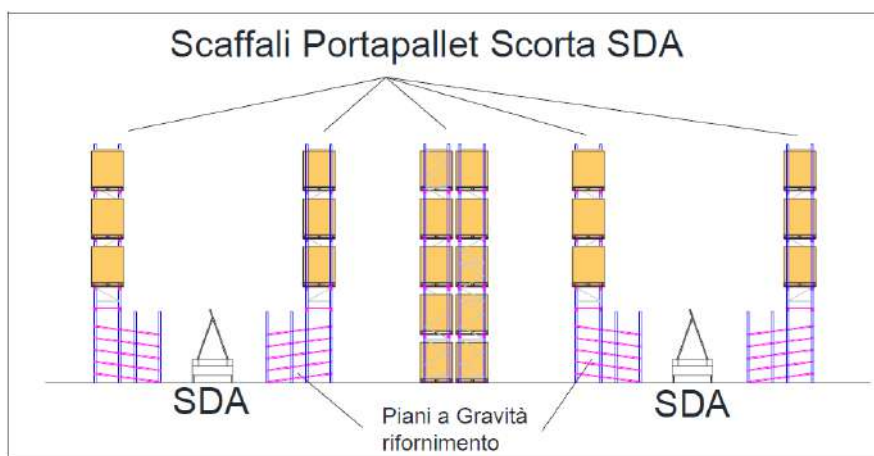 Scaffali Portapallet Scorta SDA
SDA
SDA
Piani a Gravità
rifornimento